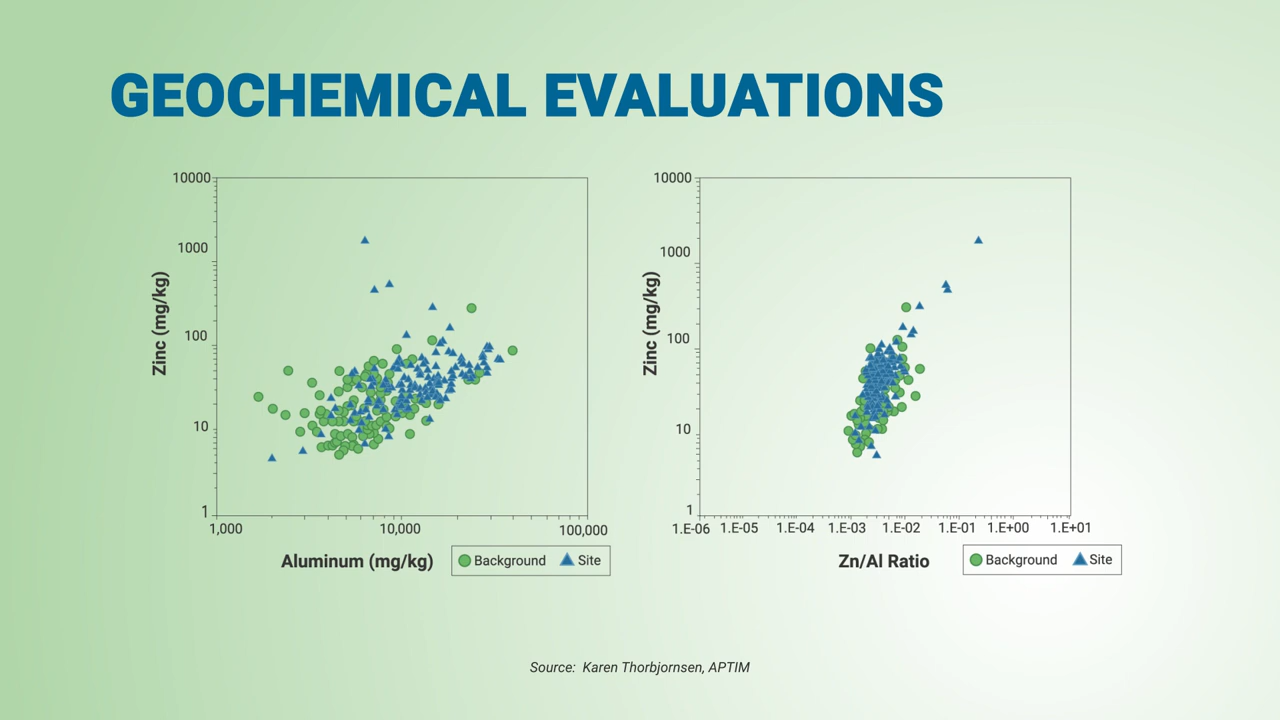 GEOCHEMICAL EVALUATIONS
10000
1000
100
10
1
Zinc (mg/kg)
1,000 10,000 100,000
Aluminum (mg/kg)
Background Site
10000
1000
100
10
1
Zinc (mg/kg)
1.E-06 1.E-05 1.E-04 1.E-03 1.E-02 1.E-01 1.E+00 1.E+01
Zn/Al Ratio
Background Site
Source: Karen Thorbjornsen, APTIM